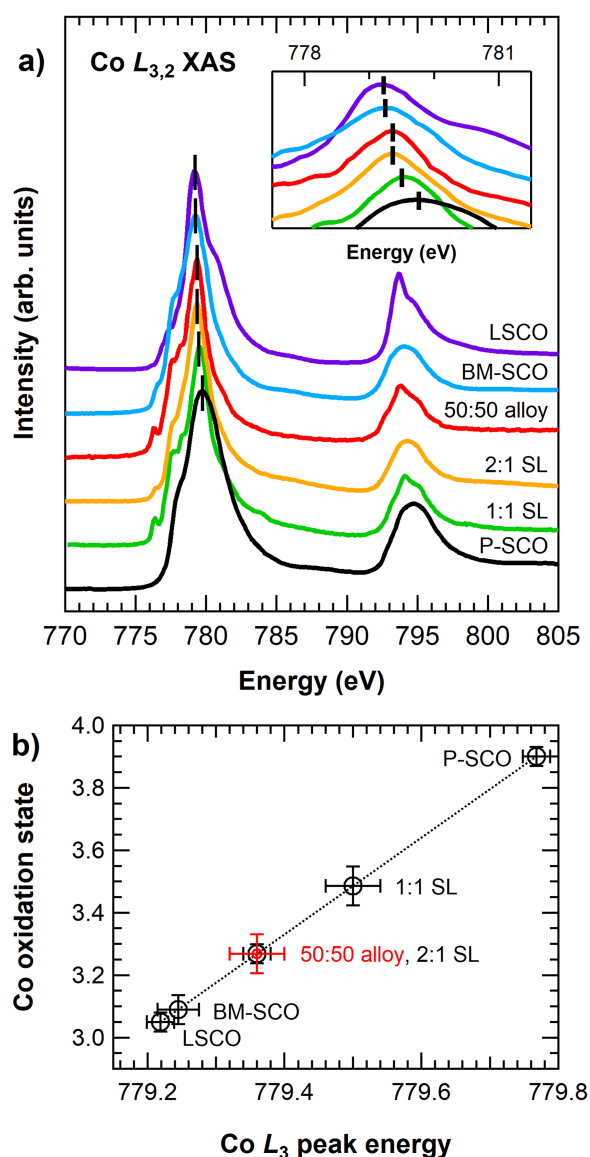 a)
Co L3,2 XAS
778 781
Energy (eV)
Intensity (arb. units)
LSCO
BM-SCO
50:50 alloy
2:1 SL
1:1 SL
P-SCO
770 775 780 785 790 795 800 805
Energy (eV)
b)
4.0
3.8
3.6
3.4
3.2
3.0
Co oxidation state
P-SCO
1:1 SL
50:50 alloy, 2:1 SL
BM-SCO
LSCO
779.2 779.4 779.6 779.8
Co L3 peak energy